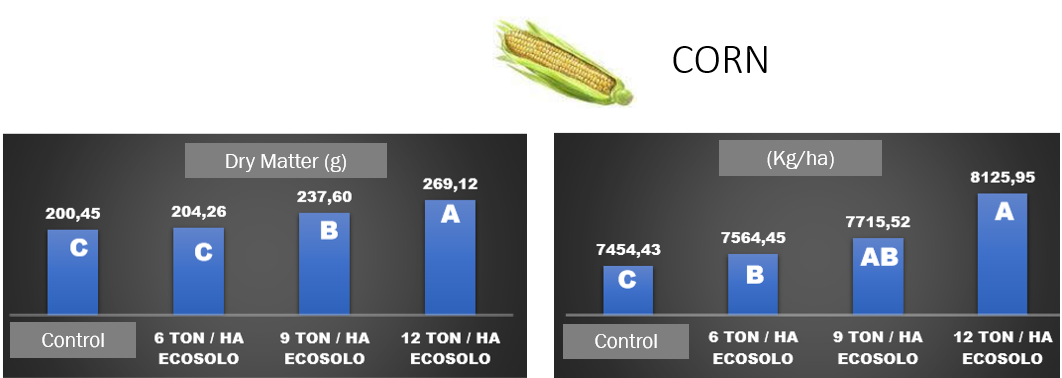 CORN
Dry Matter (g)
200,45
204,26
237,60
269,12
C
C
B
A
Control
6 TON / HA
ECOSOLO
9 TON / HA
ECOSOLO
12 TON / HA
ECOSOLO
(Kg/ha)
7454,43
7564,45
7715,52
8125,95
C
B
AB
A
Control
6 TON / HA
ECOSOLO
9 TON / HA
ECOSOLO
12 TON / HA
ECOSOLO